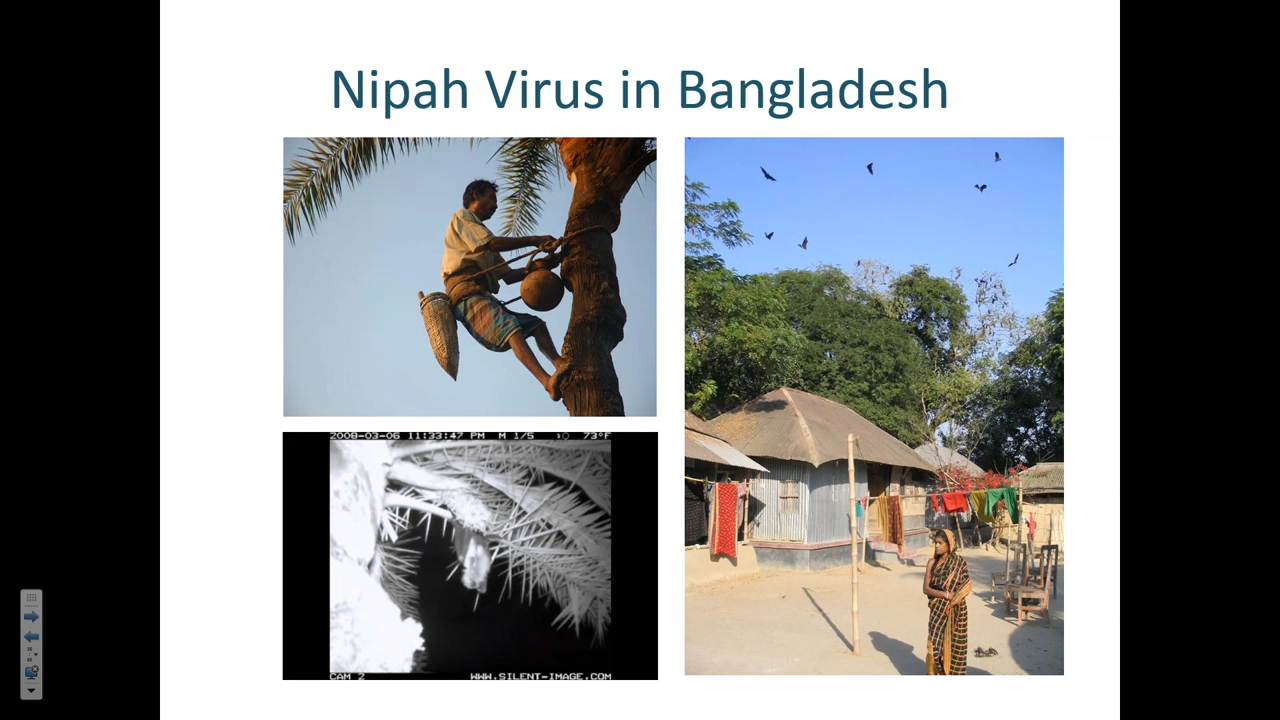 Nipah Virus in Bangladesh
2008-03-06 11:33:47 PM M 1/5 73°F
CAM 2 WWW.SILENT-IMAGE.COM